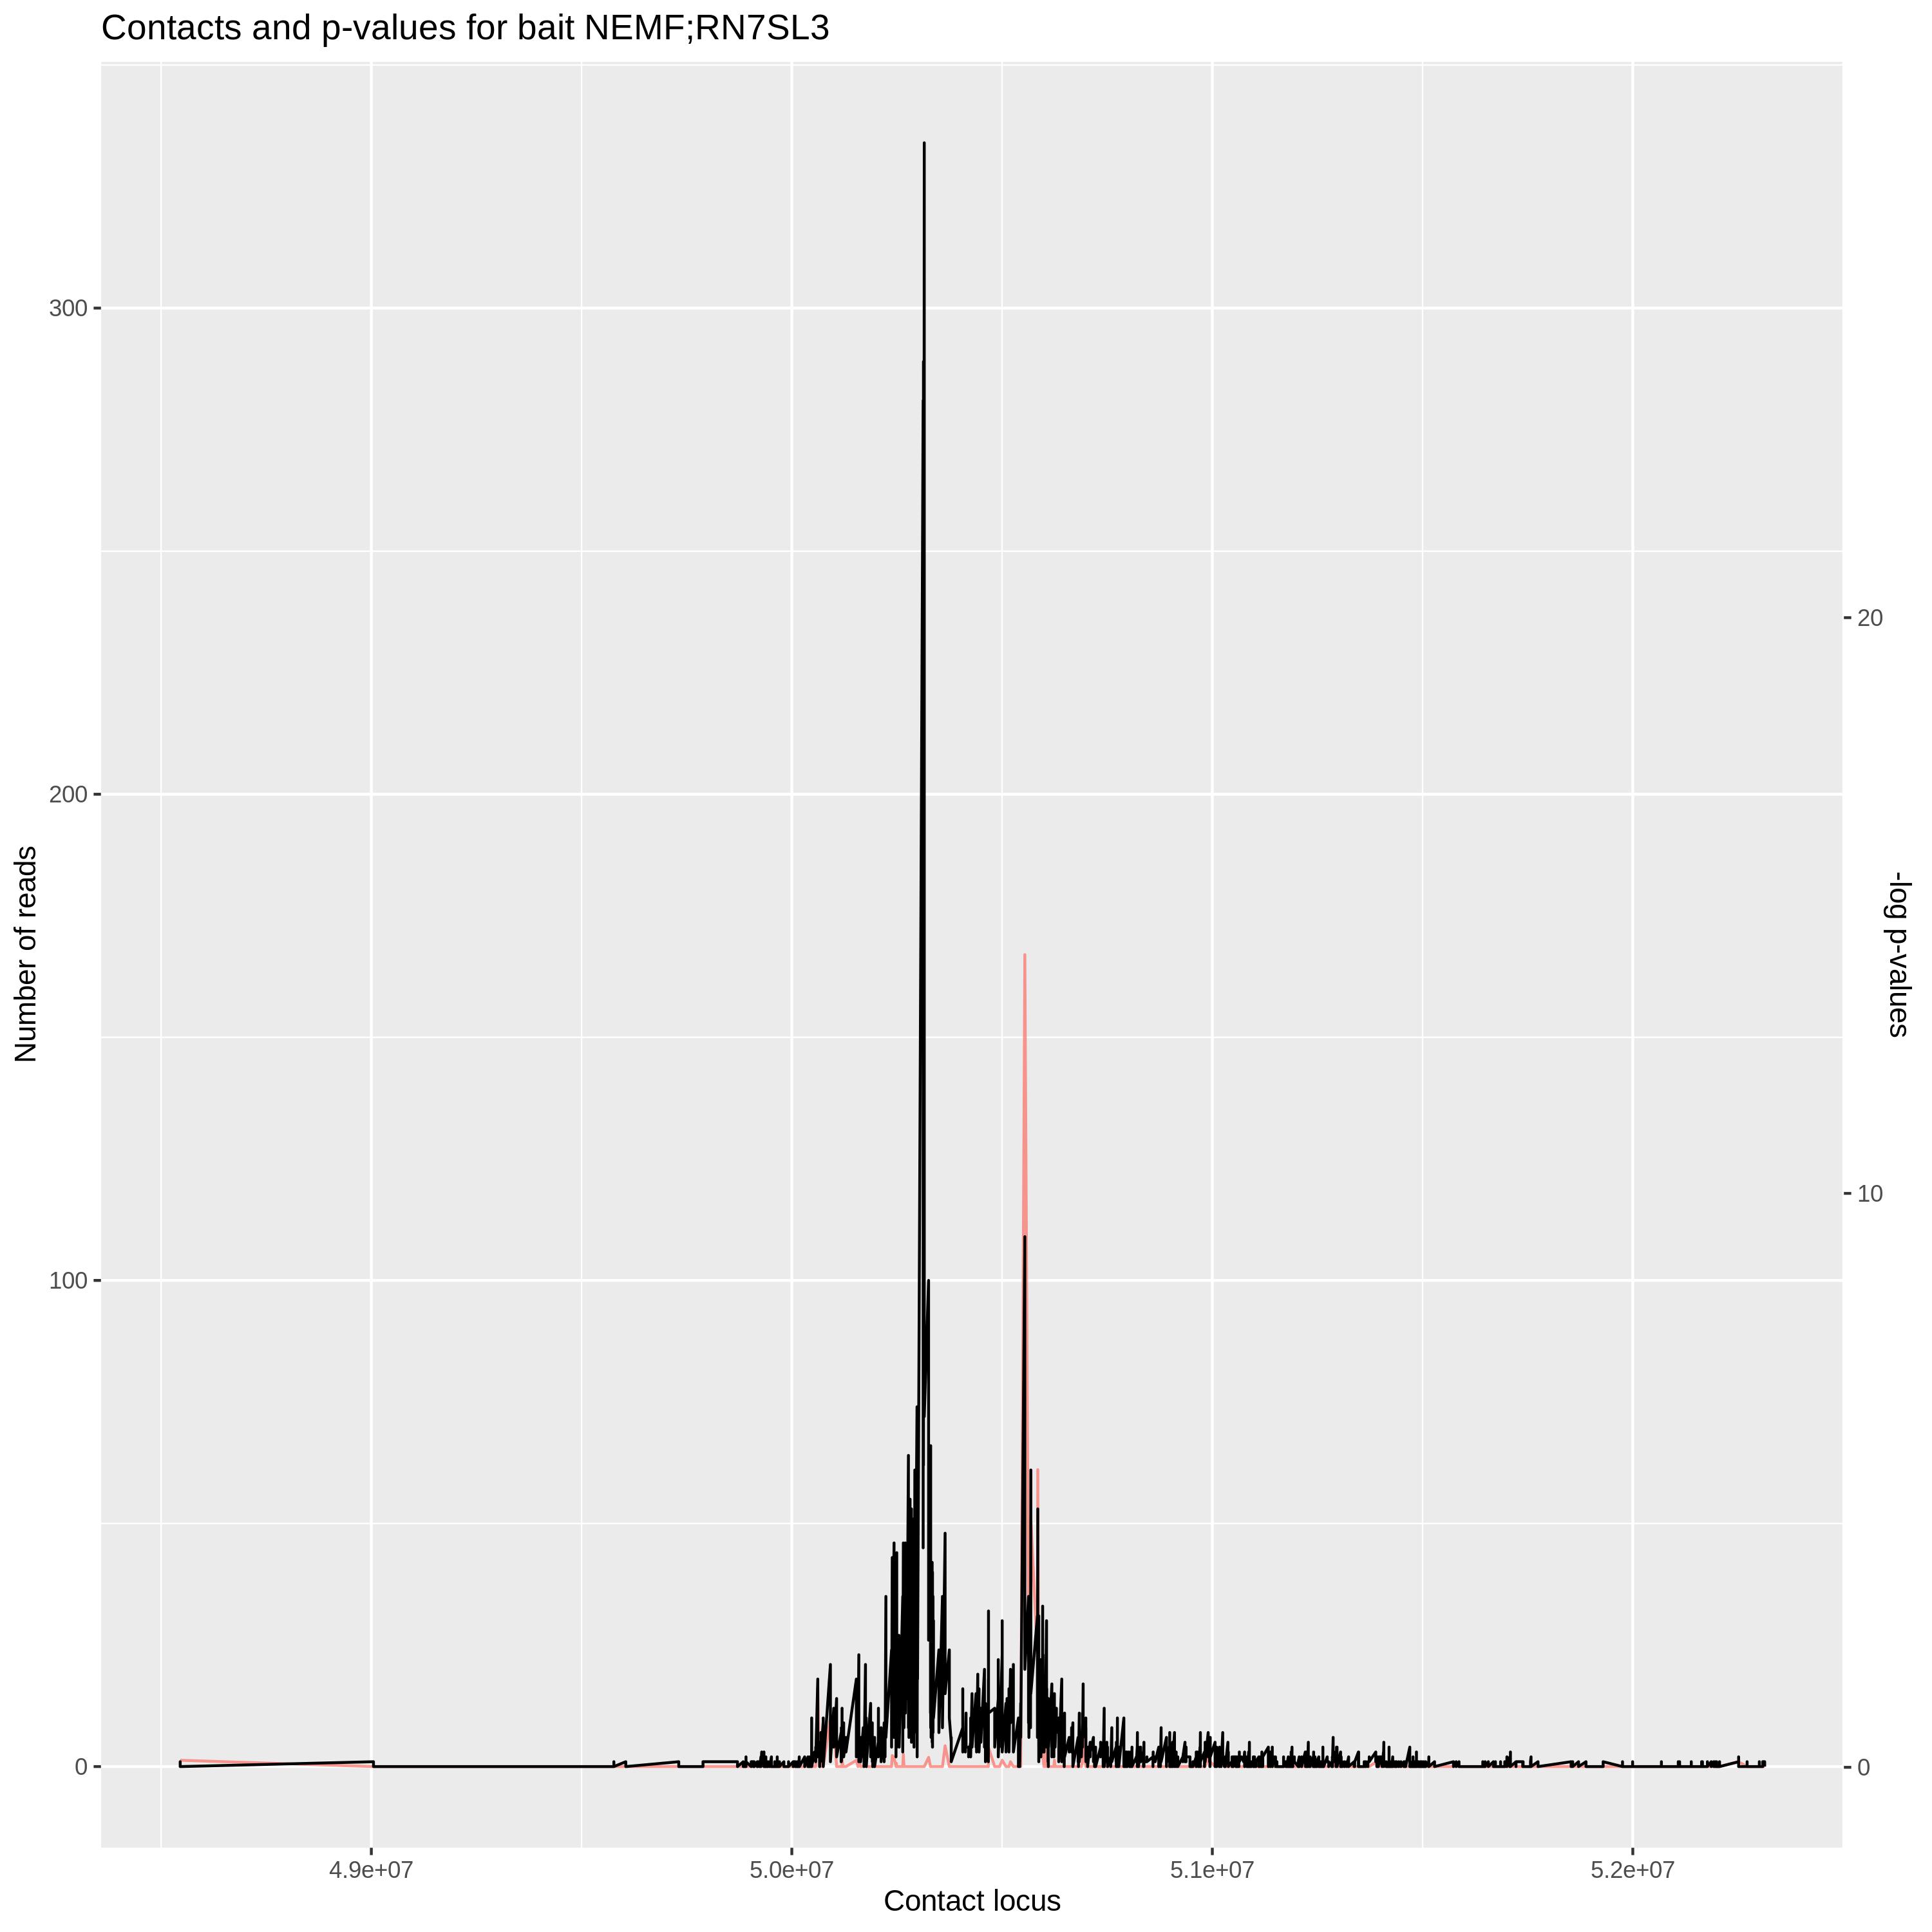 Contacts and p-values for bait NEMF;RN7SL3
300
200
100
0
Number of reads
20
10
0
-log p-values
4.9e+07 5.0e+07 5.1e+07 5.2e+07
Contact locus